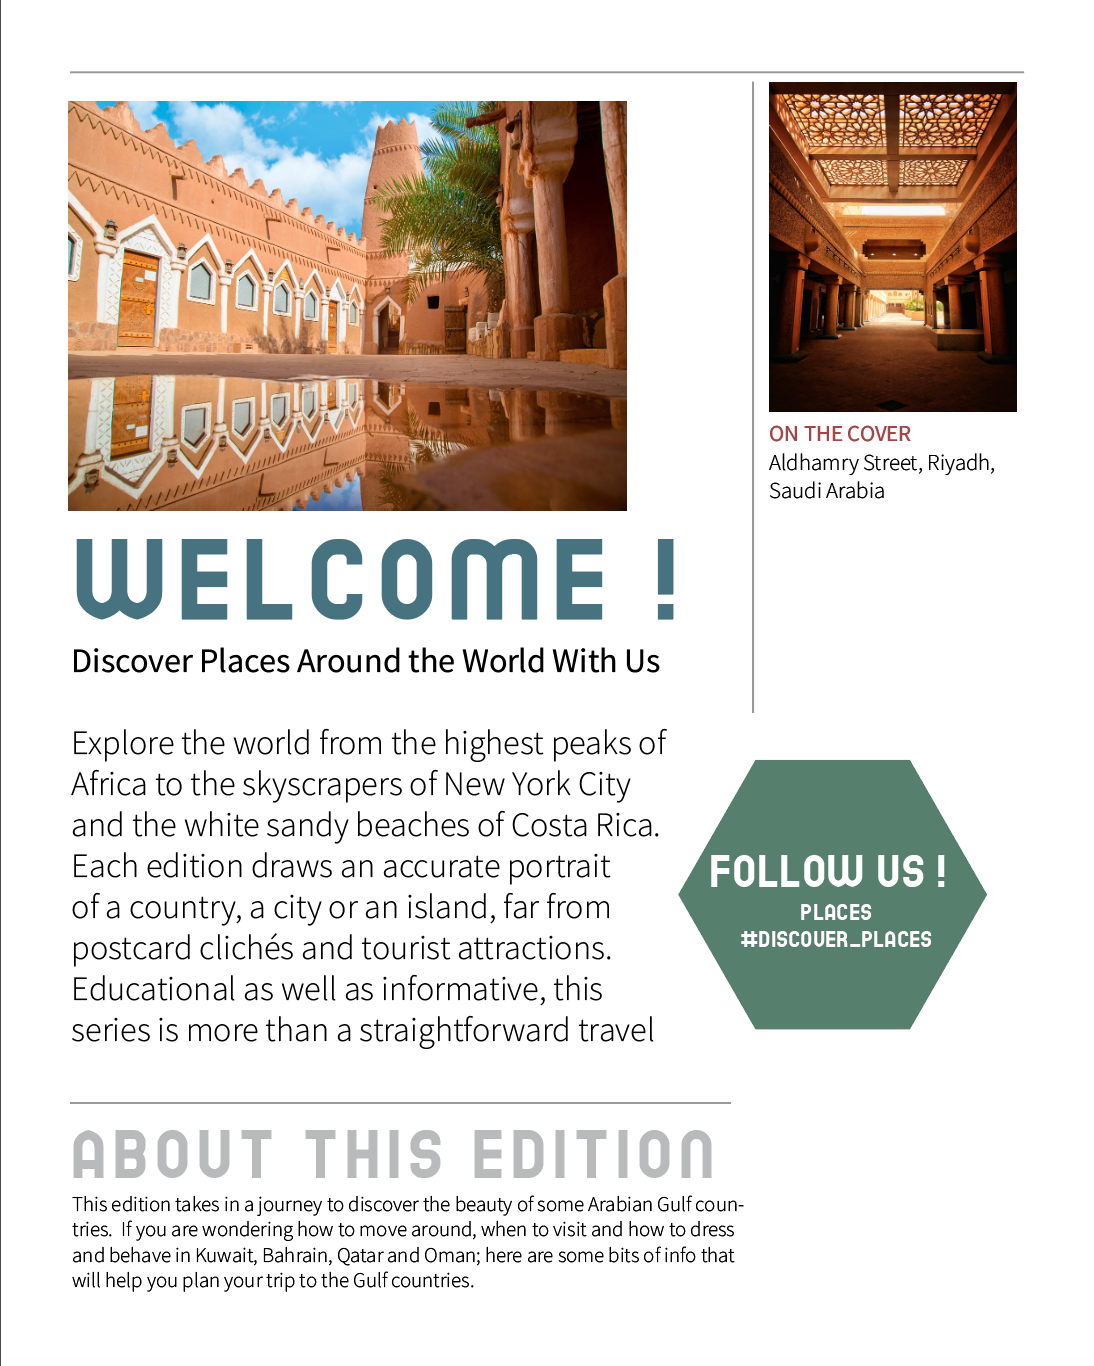 ON THE COVER
Aldhamry Street, Riyadh,
Saudi Arabia
WELCOME !
Discover Places Around the World With Us
Explore the world from the highest peaks of
Africa to the skyscrapers of New York City
and the white sandy beaches of Costa Rica.
Each edition draws an accurate portrait
of a country, a city or an island, far from
postcard clichés and tourist attractions.
Educational as well as informative, this
series is more than a straightforward travel
FOLLOW US !
PLACES
#DISCOVER_PLACES
ABOUT THIS EDITION
This edition takes in a journey to discover the beauty of some Arabian Gulf coun-
tries.  If you are wondering how to move around, when to visit and how to dress
and behave in Kuwait, Bahrain, Qatar and Oman; here are some bits of info that
will help you plan your trip to the Gulf countries.